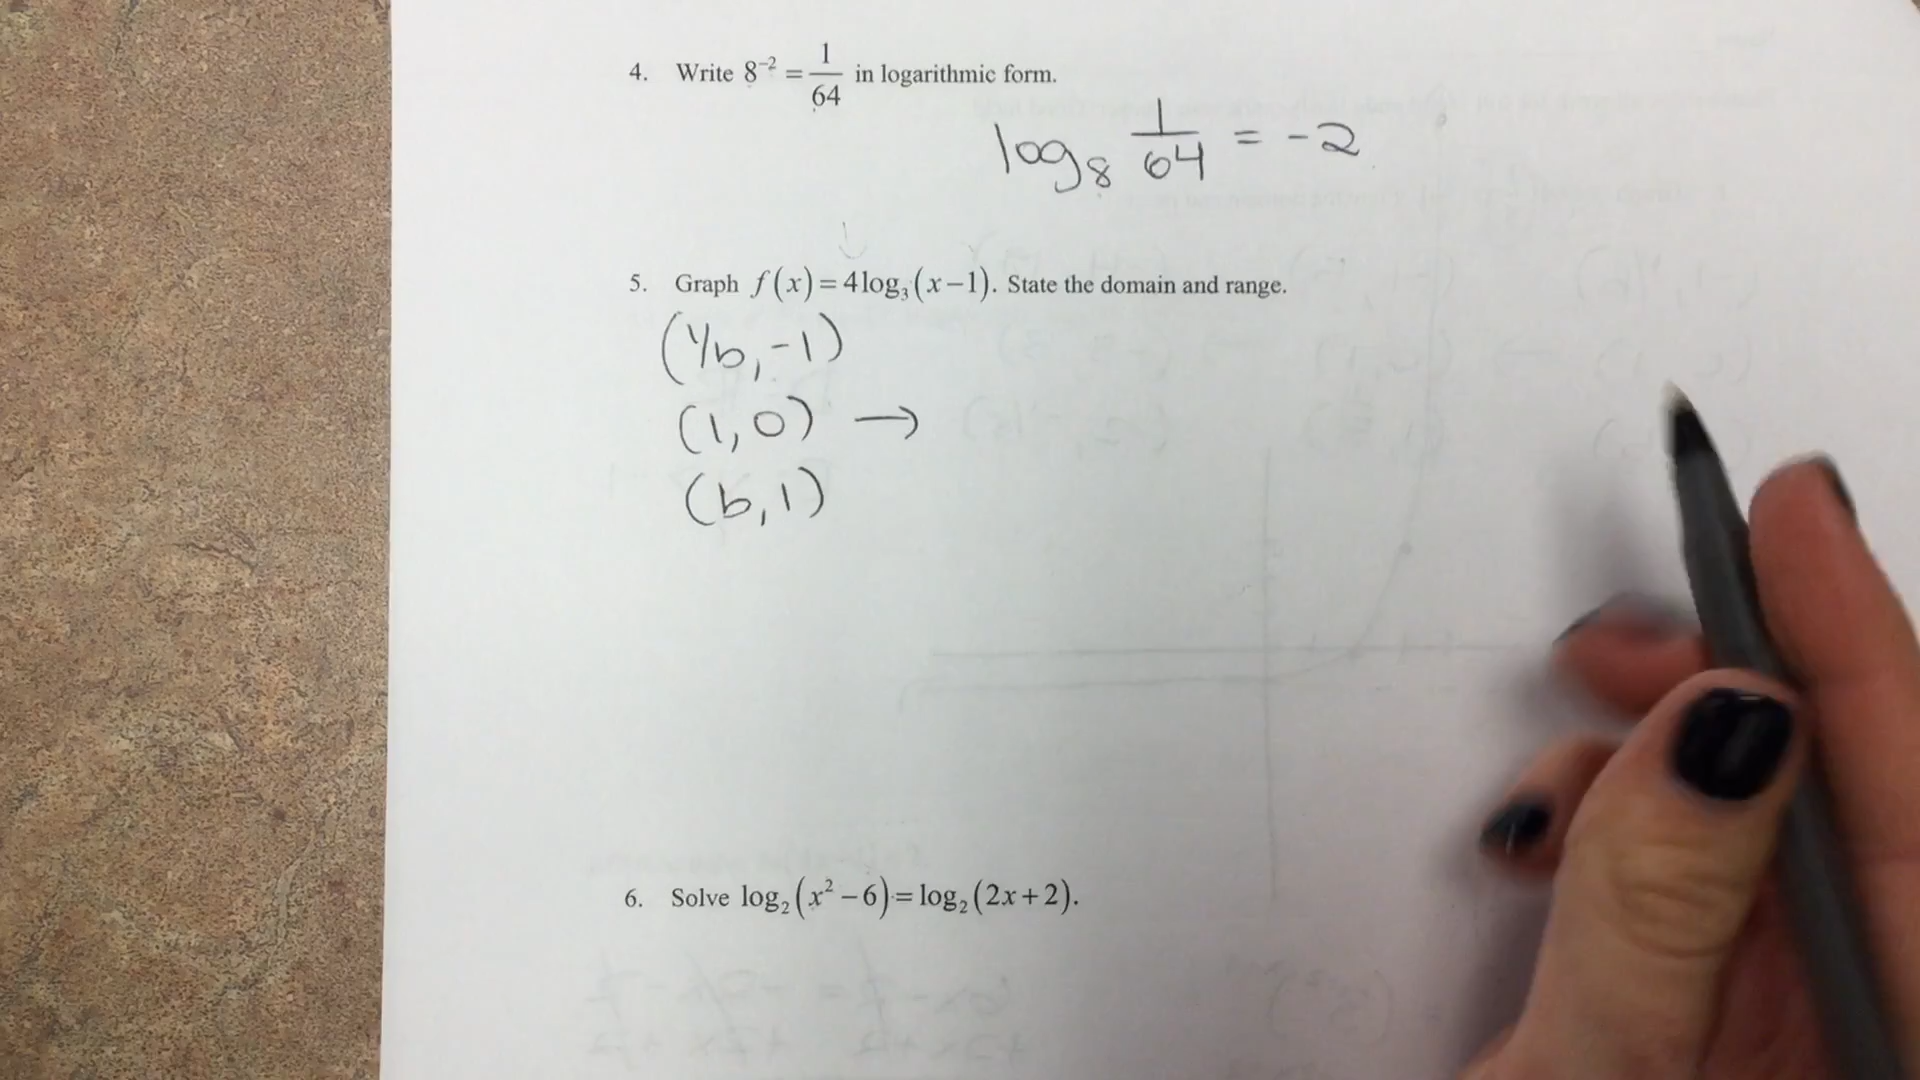 4. Write 8⁻² = 1/64 in logarithmic form.
log₈ 1/64 = -2
5. Graph f(x) = 4log₃(x−1). State the domain and range.
(1/b, -1)
(1, 0) →
(b, 1)
6. Solve log₂(x² − 6) = log₂(2x + 2).